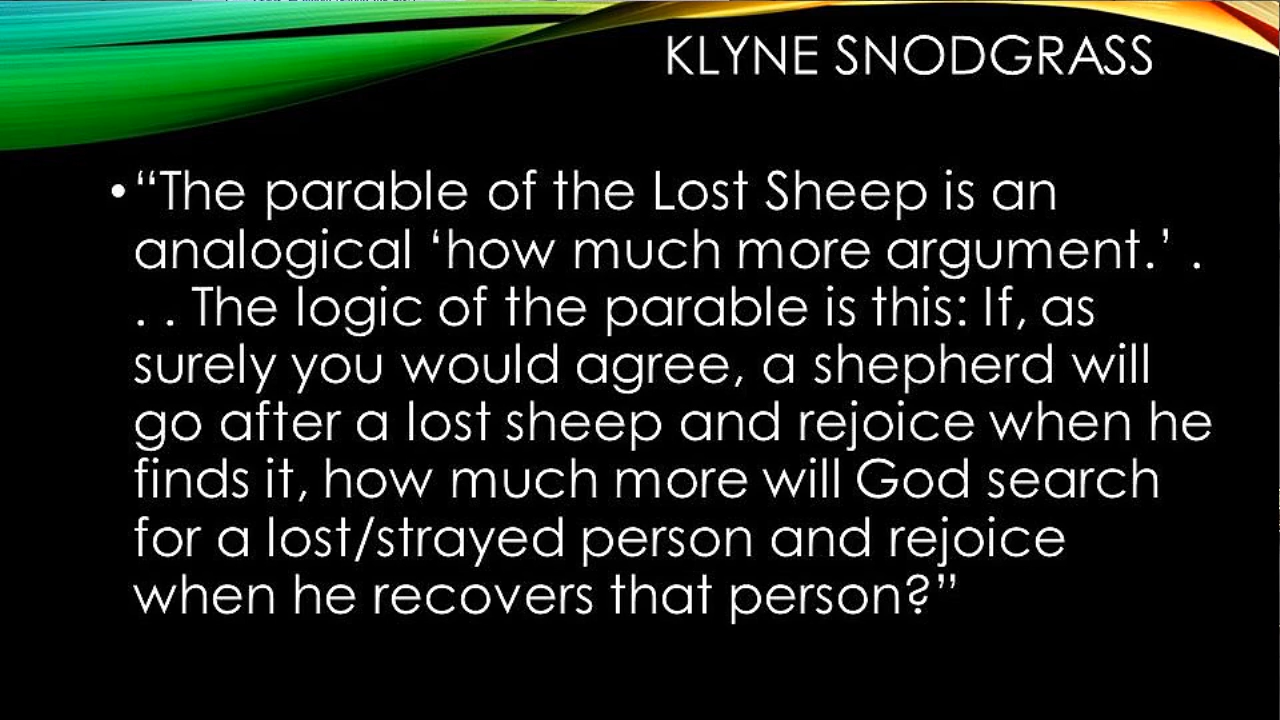 KLYNE SNODGRASS
• “The parable of the Lost Sheep is an
analogical ‘how much more argument.’ .
. . The logic of the parable is this: If, as
surely you would agree, a shepherd will
go after a lost sheep and rejoice when he
finds it, how much more will God search
for a lost/strayed person and rejoice
when he recovers that person?”